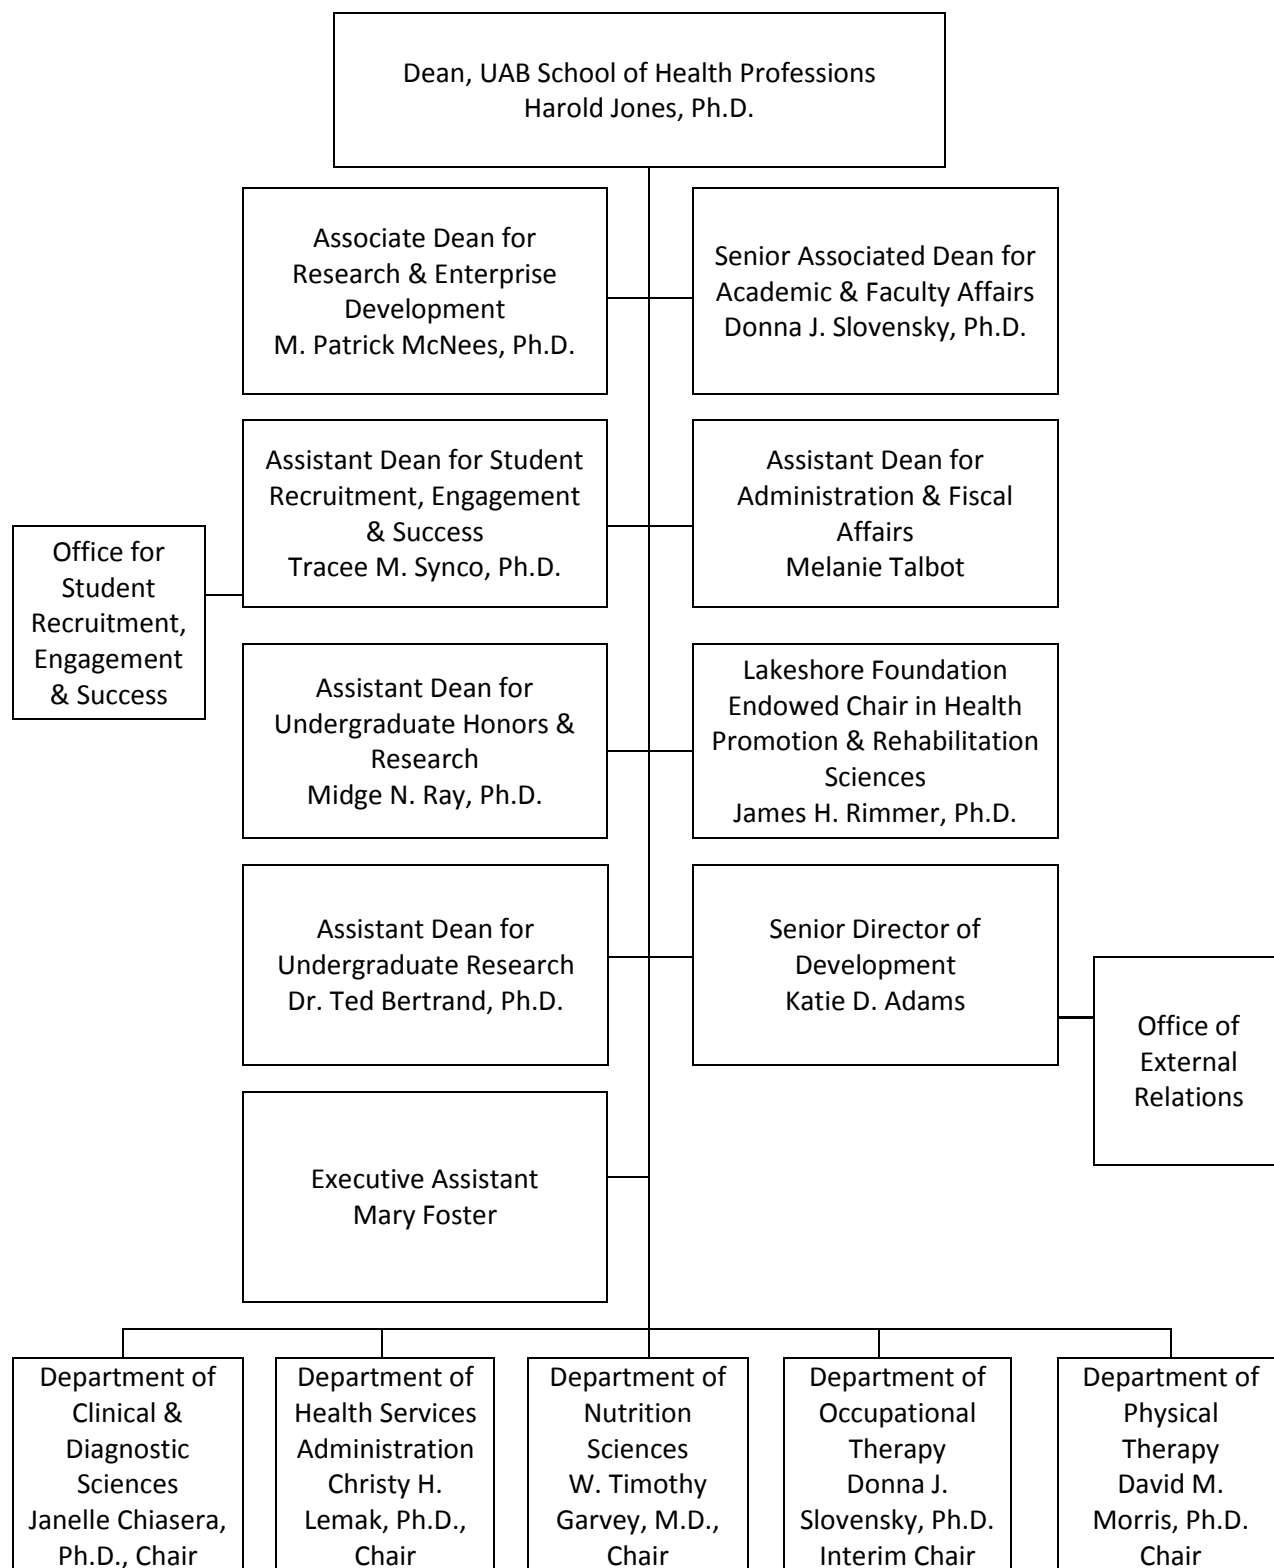 Dean, UAB School of Health Professions
Harold Jones, Ph.D.
Associate Dean for
Research & Enterprise
Development
M. Patrick McNees, Ph.D.
Senior Associated Dean for
Academic & Faculty Affairs
Donna J. Slovensky, Ph.D.
Assistant Dean for Student
Recruitment, Engagement
& Success
Tracee M. Synco, Ph.D.
Assistant Dean for
Administration & Fiscal
Affairs
Melanie Talbot
Office for
Student
Recruitment,
Engagement
& Success
Assistant Dean for
Undergraduate Honors &
Research
Midge N. Ray, Ph.D.
Lakeshore Foundation
Endowed Chair in Health
Promotion & Rehabilitation
Sciences
James H. Rimmer, Ph.D.
Assistant Dean for
Undergraduate Research
Dr. Ted Bertrand, Ph.D.
Senior Director of
Development
Katie D. Adams
Office of
External
Relations
Executive Assistant
Mary Foster
Department of
Clinical &
Diagnostic
Sciences
Janelle Chiasera,
Ph.D., Chair
Department of
Health Services
Administration
Christy H.
Lemak, Ph.D.,
Chair
Department of
Nutrition
Sciences
W. Timothy
Garvey, M.D.,
Chair
Department of
Occupational
Therapy
Donna J.
Slovensky, Ph.D.
Interim Chair
Department of
Physical
Therapy
David M.
Morris, Ph.D.
Chair